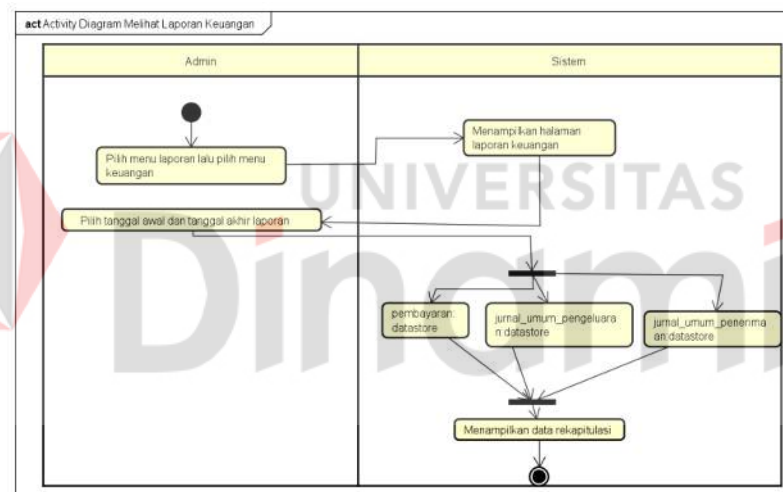 act Activity Diagram Melihat Laporan Keuangan
Admin
Sistem
Menampilkan halaman
laporan keuangan
Pilih menu laporan lalu pilih menu
keuangan
Pilih tanggal awal dan tanggal akhir laporan
pembayaran:
datastore
jurnal_umum_pengeluara
n:datastore
jurnal_umum_penerima
an:datastore
Menampilkan data rekapitulasi
UNIVERSITAS
Dinami